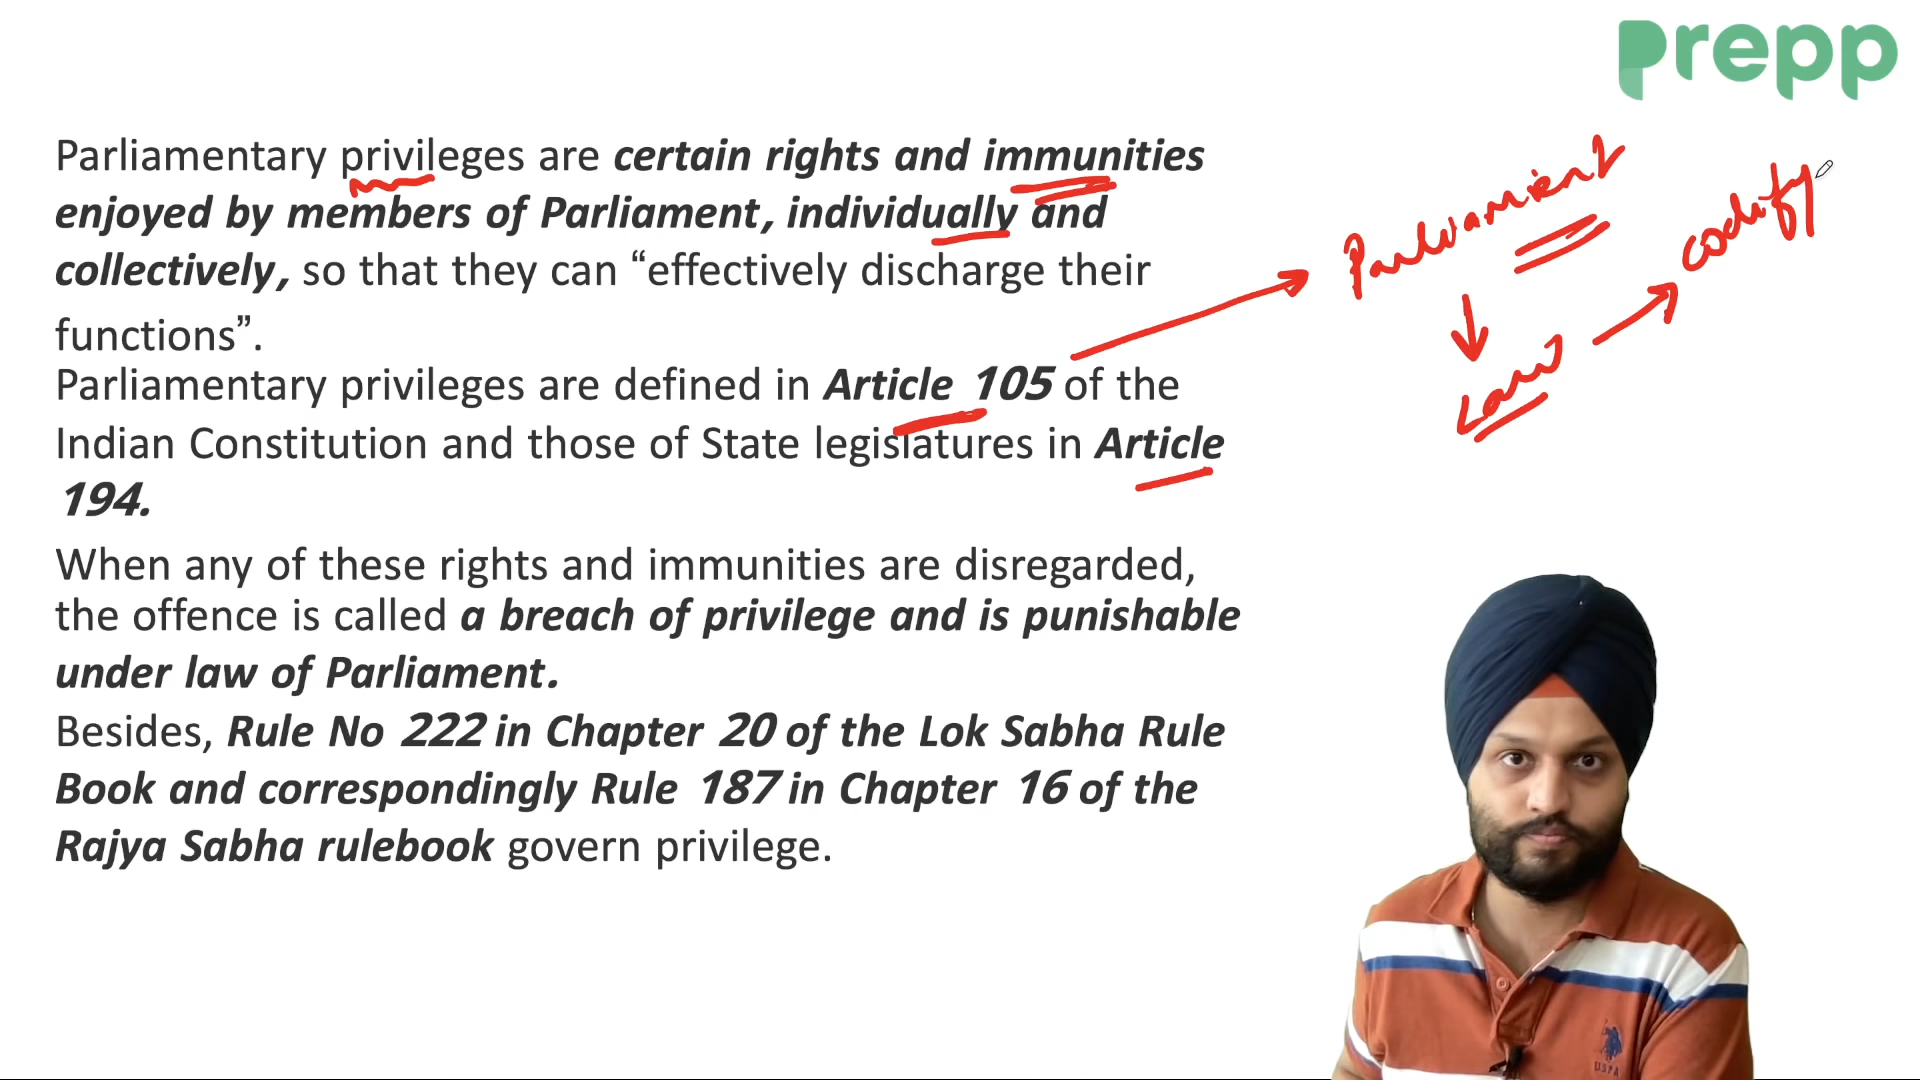 prepp
Parliamentary privileges are certain rights and immunities
enjoyed by members of Parliament, individually and
collectively, so that they can “effectively discharge their
functions”.
Parliamentary privileges are defined in Article 105 of the
Indian Constitution and those of State legislatures in Article
194.
When any of these rights and immunities are disregarded,
the offence is called a breach of privilege and is punishable
under law of Parliament.
Besides, Rule No 222 in Chapter 20 of the Lok Sabha Rule
Book and correspondingly Rule 187 in Chapter 16 of the
Rajya Sabha rulebook govern privilege.
Parliament
Law
codify
USPA